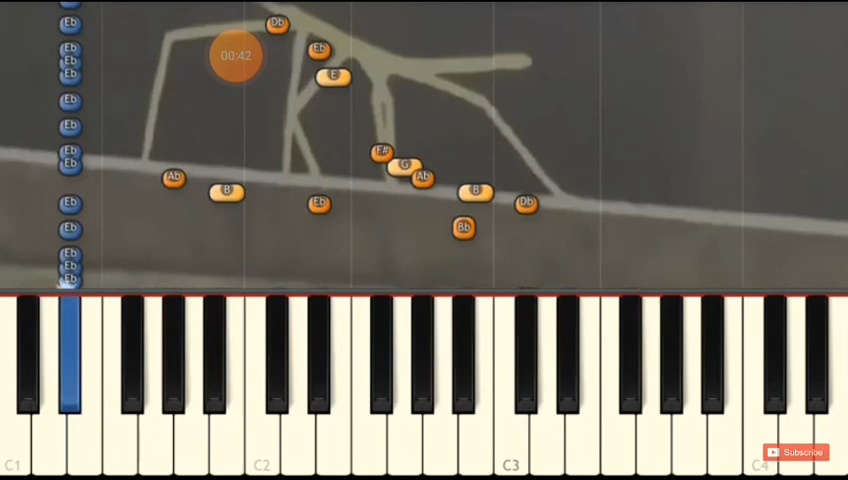 Eb Db
00:42 Eb
Eb
Eb E
Eb
Eb
Eb
Eb F#
Eb G
Ab Ab
B B
Eb Eb Db
Eb Bb
Eb
Eb
Eb
C1 C2 C3 C4
Subscribe